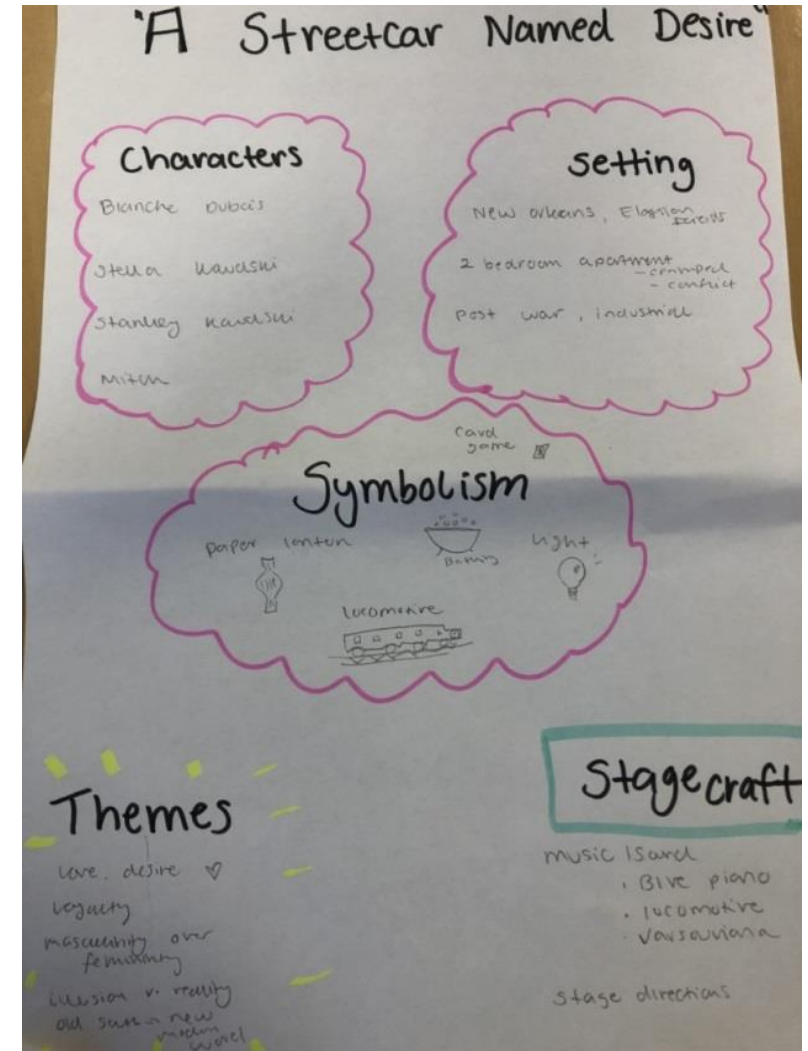 "A Streetcar Named Desire"
Characters
Blanche Dubois
Stella Kowalski
Stanley Kowalski
Mitch
Setting
New Orleans, Elysian
Fields
2 bedroom apartment
- cramped
- conflict
Post war, industrial
Symbolism
Card
game
paper lantern
Bathing
light
locomotive
Themes
love, desire ♡
loyalty
masculinity over
femininity
illusion v. reality
old south new
modern
world
Stagecraft
music
. Blue piano
. locomotive
. Varsouviana
stage directions